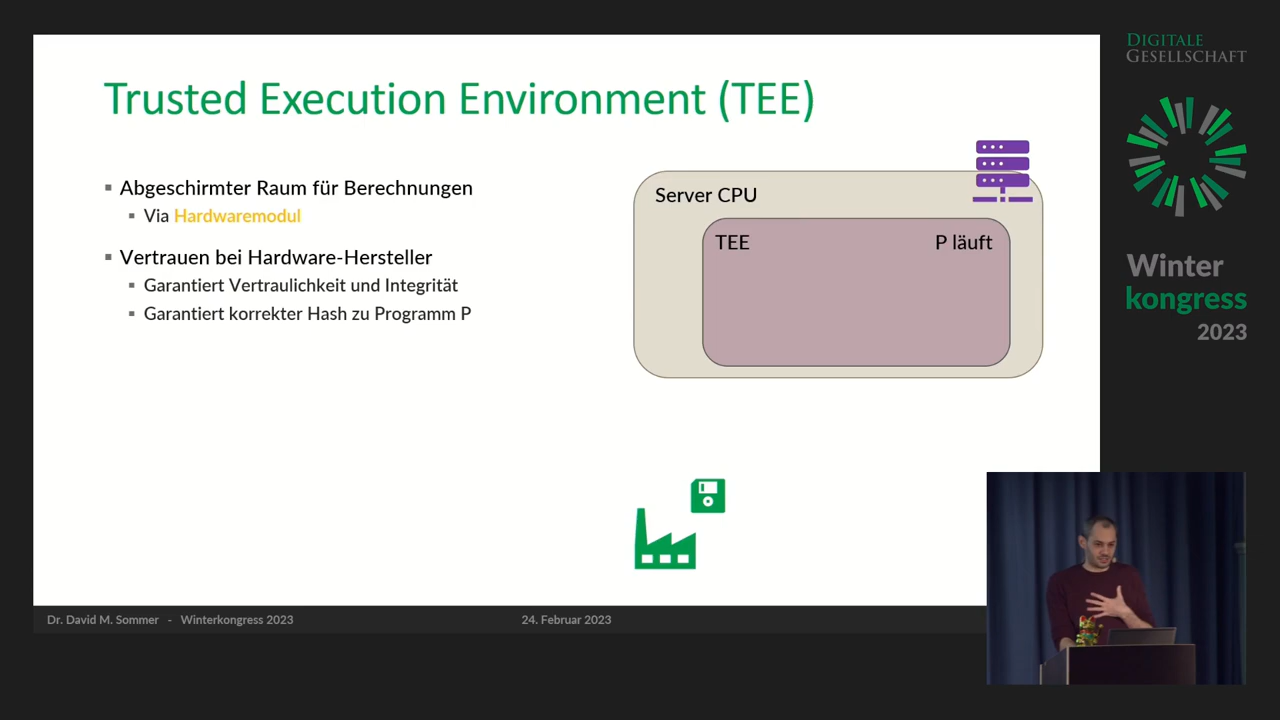 Trusted Execution Environment (TEE)
Abgeschirmter Raum für Berechnungen
Via Hardwaremodul
Vertrauen bei Hardware-Hersteller
Garantiert Vertraulichkeit und Integrität
Garantiert korrekter Hash zu Programm P
Server CPU
TEE
P läuft
Dr. David M. Sommer - Winterkongress 2023
24. Februar 2023
DIGITALE
GESELLSCHAFT
Winter
kongress
2023